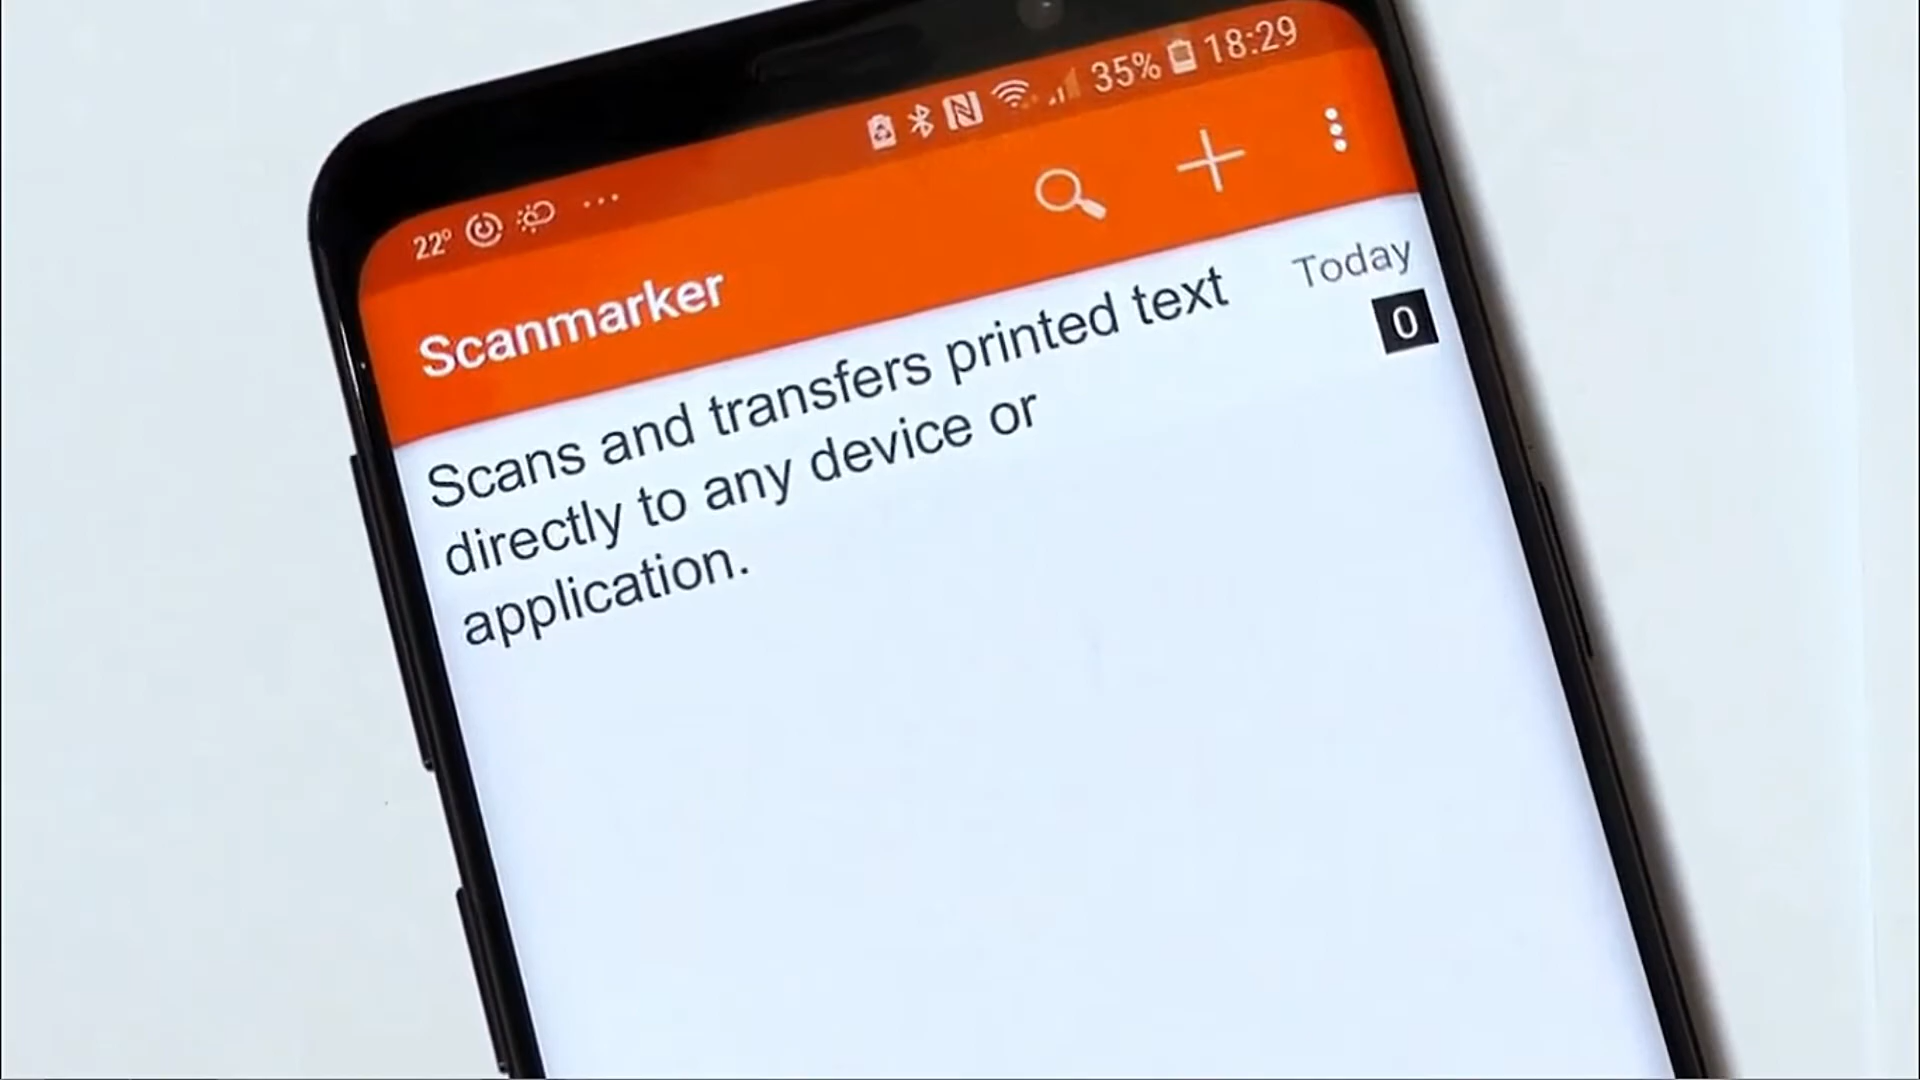 22° ... 35% 18:29
Scanmarker
Scans and transfers printed text
directly to any device or
application.
Today
0